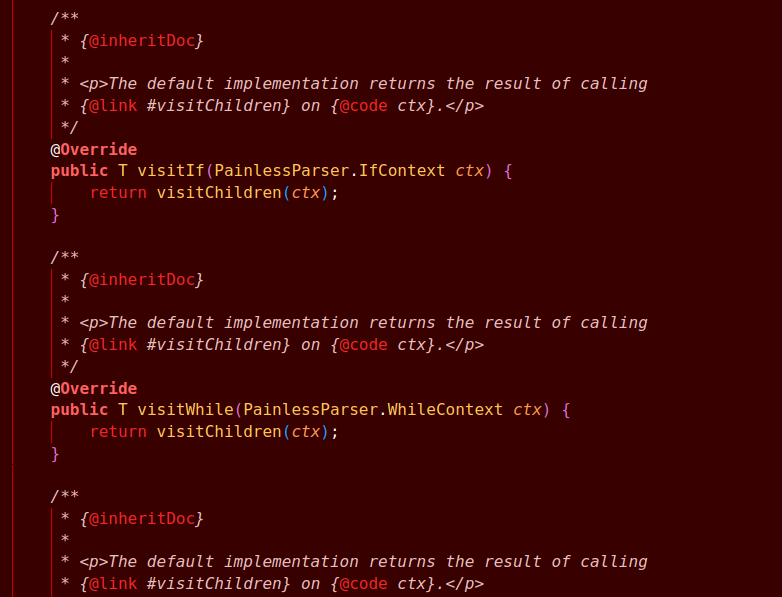 /**
 * {@inheritDoc}
 *
 * <p>The default implementation returns the result of calling
 * {@link #visitChildren} on {@code ctx}.</p>
 */
@Override
public T visitIf(PainlessParser.IfContext ctx) {
    return visitChildren(ctx);
}

/**
 * {@inheritDoc}
 *
 * <p>The default implementation returns the result of calling
 * {@link #visitChildren} on {@code ctx}.</p>
 */
@Override
public T visitWhile(PainlessParser.WhileContext ctx) {
    return visitChildren(ctx);
}

/**
 * {@inheritDoc}
 *
 * <p>The default implementation returns the result of calling
 * {@link #visitChildren} on {@code ctx}.</p>